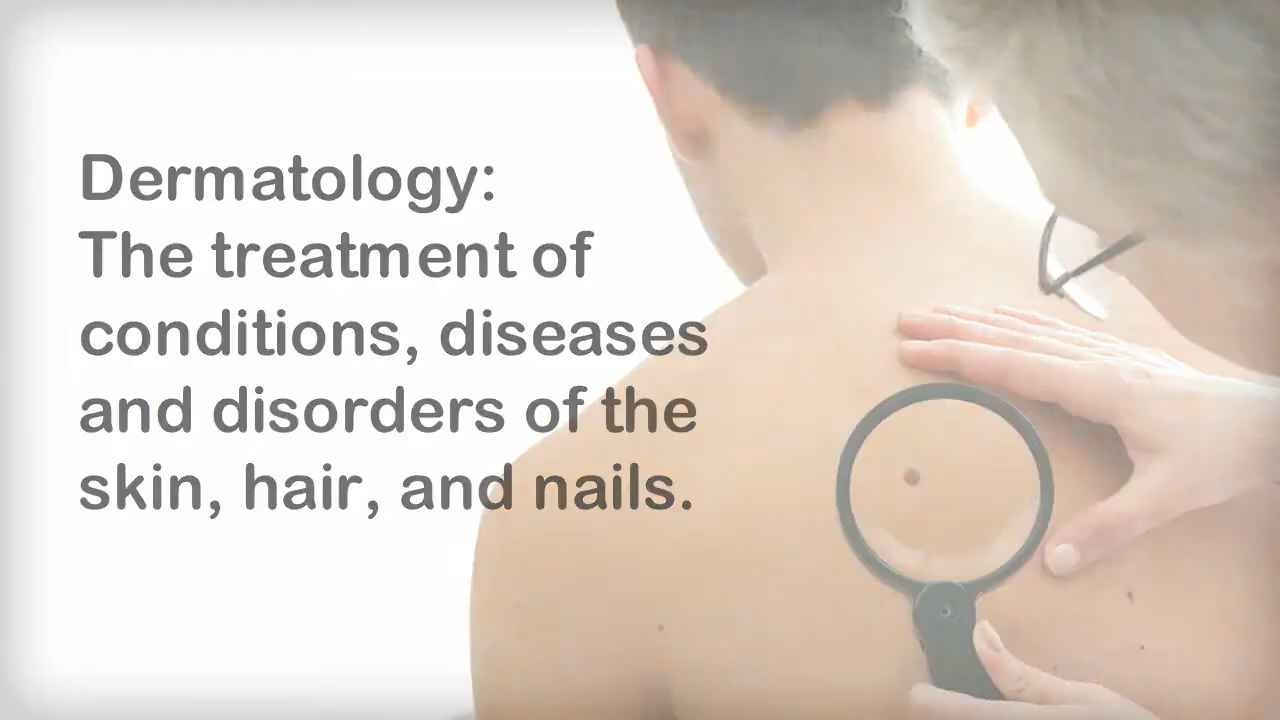 Dermatology:
The treatment of
conditions, diseases
and disorders of the
skin, hair, and nails.